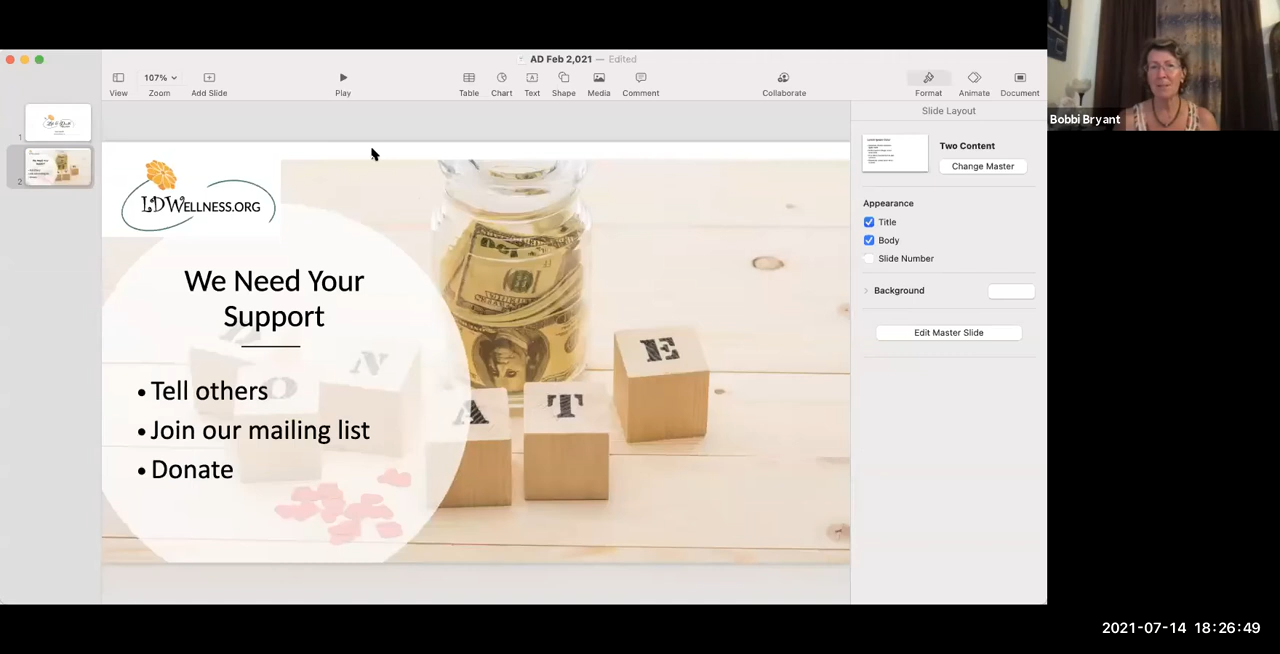 AD Feb 2,021 — Edited
View
107%
Zoom
Add Slide
Play
Table
Chart
Text
Shape
Media
Comment
Collaborate
Format
Animate
Document
Bobbi Bryant
1
2
LDWELLNESS.ORG
We Need Your
Support
• Tell others
• Join our mailing list
• Donate
D
O
N
A
T
E
Slide Layout
Two Content
Change Master
Appearance
Title
Body
Slide Number
Background
Edit Master Slide
2021-07-14 18:26:49